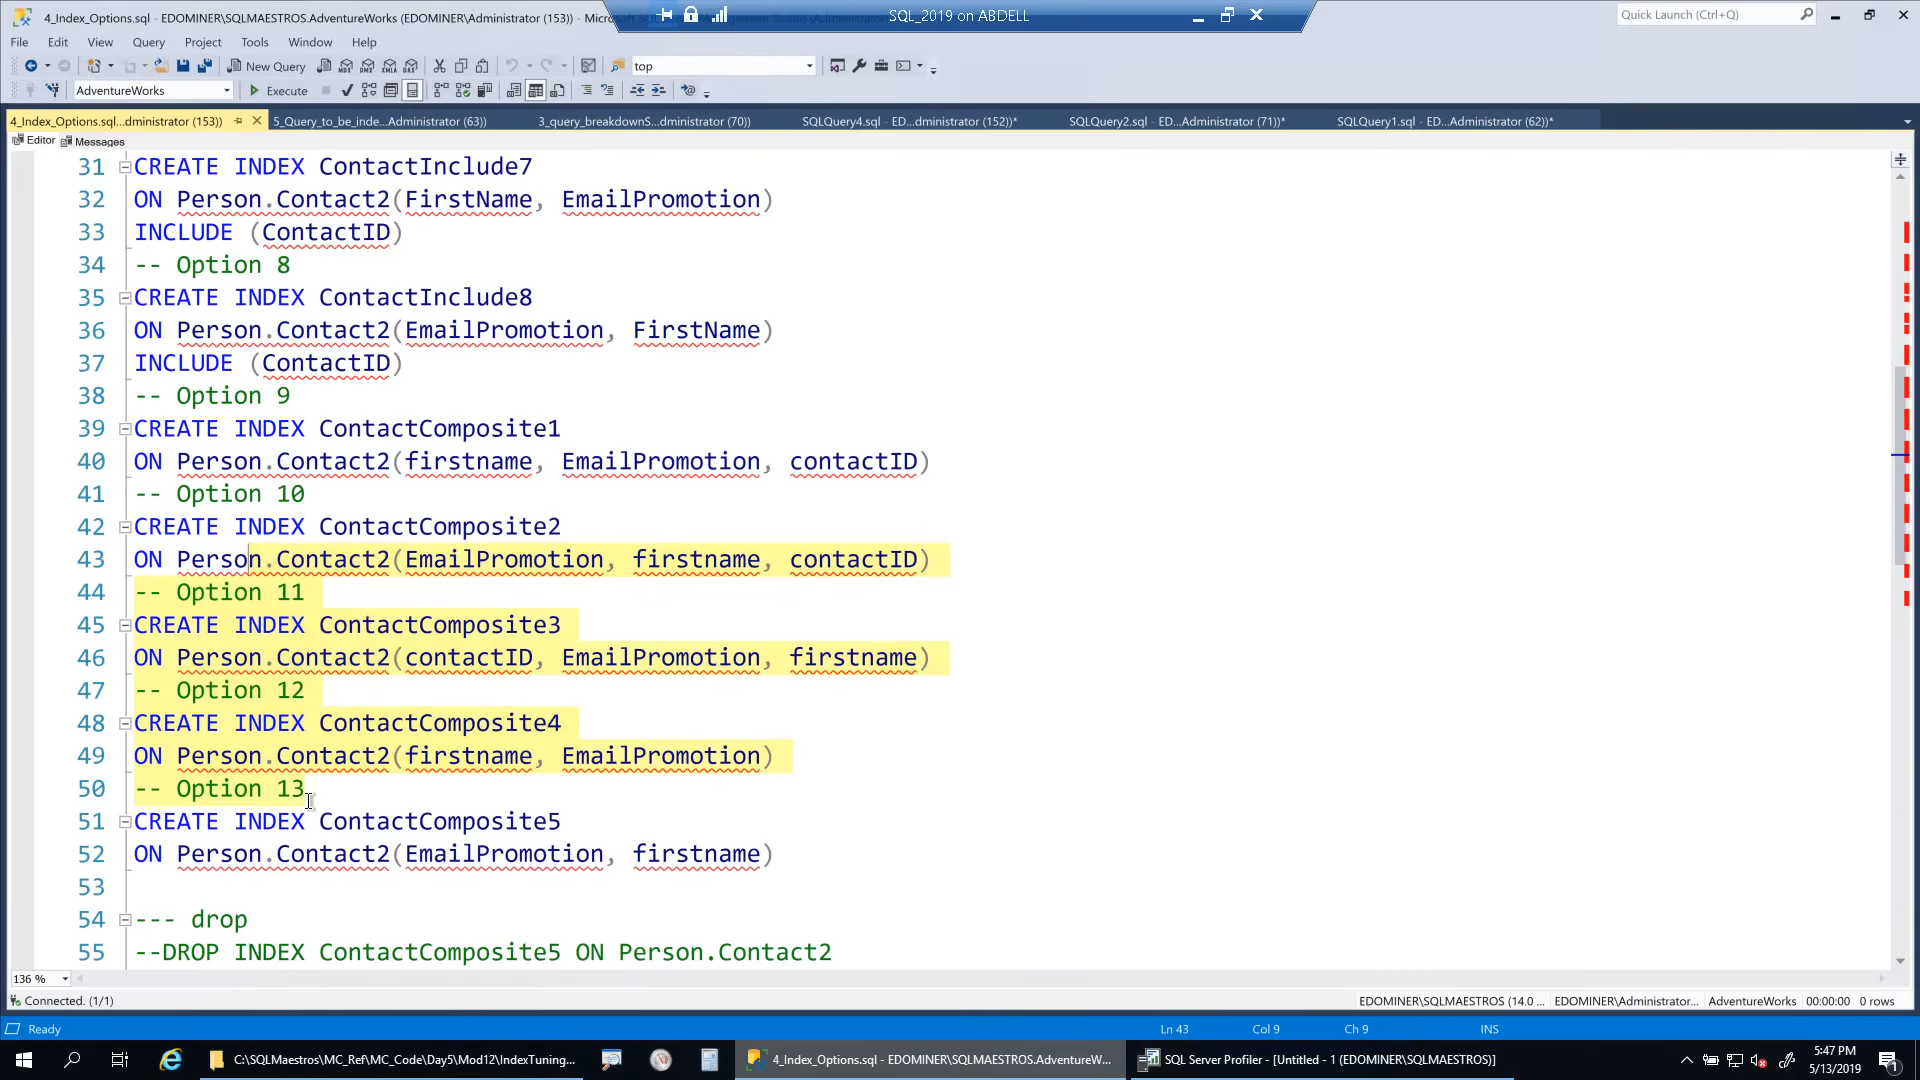 4_Index_Options.sql - EDOMINER\SQLMAESTROS.AdventureWorks (EDOMINER\Administrator (153)) - Micros
SQL_2019 on ABDELL
Quick Launch (Ctrl+Q)
File Edit View Query Project Tools Window Help
New Query
MDX DMX XMLA DAX
top
AdventureWorks
Execute
4_Index_Options.sql...dministrator (153))
5_Query_to_be_inde...Administrator (63))
3_query_breakdownS...dministrator (70))
SQLQuery4.sql - ED...dministrator (152))*
SQLQuery2.sql - ED...Administrator (71))*
SQLQuery1.sql - ED...Administrator (62))*
Editor Messages
31 CREATE INDEX ContactInclude7
32 ON Person.Contact2(FirstName, EmailPromotion)
33 INCLUDE (ContactID)
34 -- Option 8
35 CREATE INDEX ContactInclude8
36 ON Person.Contact2(EmailPromotion, FirstName)
37 INCLUDE (ContactID)
38 -- Option 9
39 CREATE INDEX ContactComposite1
40 ON Person.Contact2(firstname, EmailPromotion, contactID)
41 -- Option 10
42 CREATE INDEX ContactComposite2
43 ON Person.Contact2(EmailPromotion, firstname, contactID)
44 -- Option 11
45 CREATE INDEX ContactComposite3
46 ON Person.Contact2(contactID, EmailPromotion, firstname)
47 -- Option 12
48 CREATE INDEX ContactComposite4
49 ON Person.Contact2(firstname, EmailPromotion)
50 -- Option 13
51 CREATE INDEX ContactComposite5
52 ON Person.Contact2(EmailPromotion, firstname)
53
54 --- drop
55 --DROP INDEX ContactComposite5 ON Person.Contact2
136 %
Connected. (1/1)
EDOMINER\SQLMAESTROS (14.0 ... EDOMINER\Administrator... AdventureWorks 00:00:00 0 rows
Ready
Ln 43 Col 9 Ch 9 INS
C:\SQLMaestros\MC_Ref\MC_Code\Day5\Mod12\IndexTuning...
4_Index_Options.sql - EDOMINER\SQLMAESTROS.AdventureW...
SQL Server Profiler - [Untitled - 1 (EDOMINER\SQLMAESTROS)]
5:47 PM
5/13/2019
1